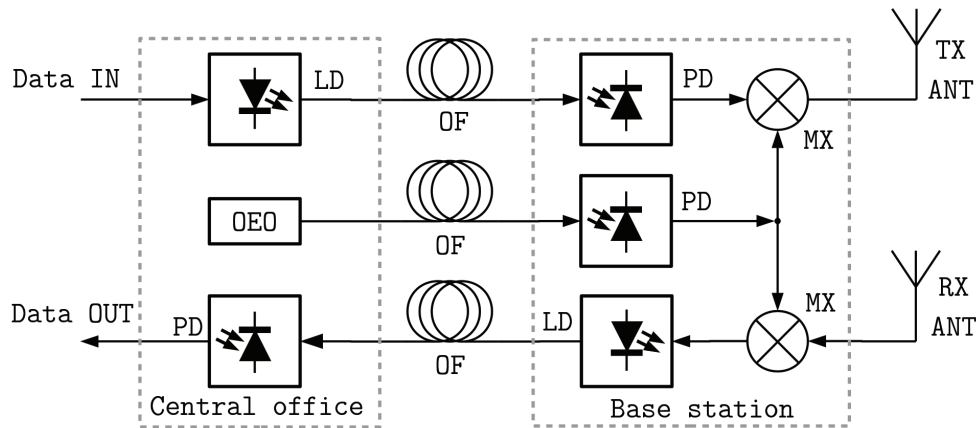 Data IN
LD
OF
PD
MX
TX
ANT
OEO
OF
PD
Data OUT
PD
OF
LD
MX
RX
ANT
Central office
Base station